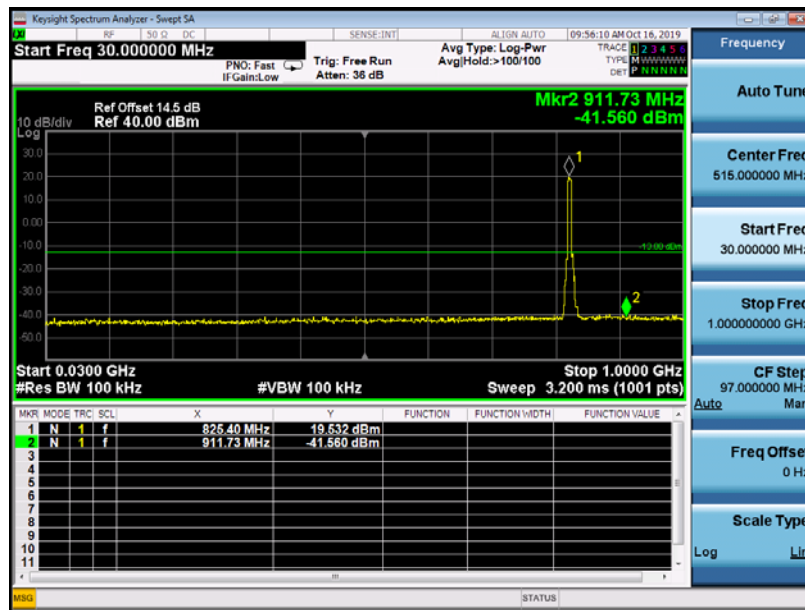 Keysight Spectrum Analyzer - Swept SA
RF 50 Ω DC SENSE:INT ALIGN AUTO 09:56:10 AM Oct 16, 2019
Start Freq 30.000000 MHz
PNO: Fast
IFGain:Low
Trig: Free Run
Atten: 36 dB
Avg Type: Log-Pwr
Avg|Hold:>100/100
TRACE 1 2 3 4 5 6
TYPE M W W W W W
DET P N N N N N
Ref Offset 14.5 dB
Ref 40.00 dBm
10 dB/div
Log
Mkr2 911.73 MHz
-41.560 dBm
30.0
20.0
10.0
0.00
-10.0
-20.0
-30.0
-40.0
-50.0
1
-13.00 dBm
2
Start 0.0300 GHz Stop 1.0000 GHz
#Res BW 100 kHz #VBW 100 kHz Sweep 3.200 ms (1001 pts)
MKR MODE TRC SCL X Y FUNCTION FUNCTION WIDTH FUNCTION VALUE
1 N 1 f 825.40 MHz 19.532 dBm
2 N 1 f 911.73 MHz -41.560 dBm
3
4
5
6
7
8
9
10
11
MSG STATUS
Frequency
Auto Tune
Center Freq
515.000000 MHz
Start Freq
30.000000 MHz
Stop Freq
1.000000000 GHz
CF Step
97.000000 MHz
Auto Man
Freq Offset
0 Hz
Scale Type
Log Lin